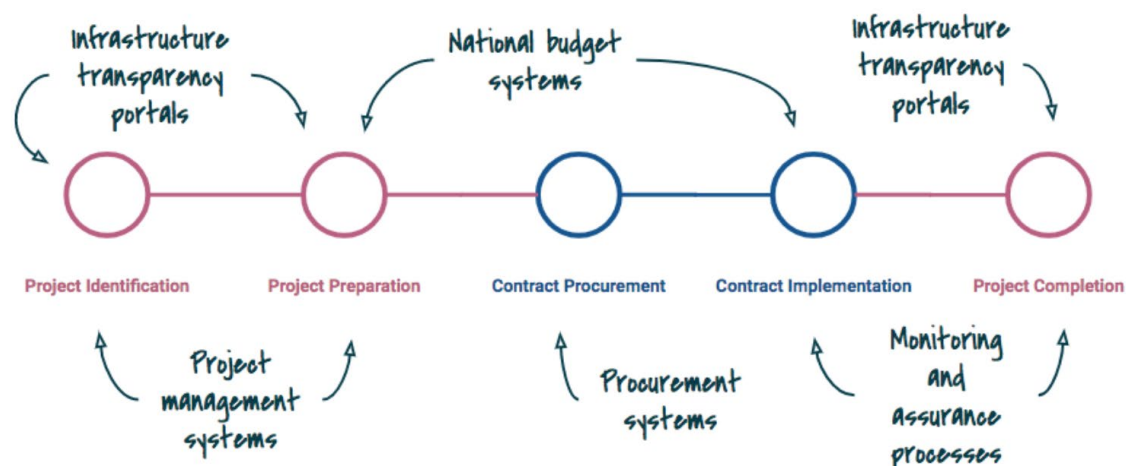 Infrastructure
transparency
portals
National budget
systems
Infrastructure
transparency
portals
Project Identification
Project Preparation
Contract Procurement
Contract Implementation
Project Completion
Project
management
systems
Procurement
systems
Monitoring
and
assurance
processes